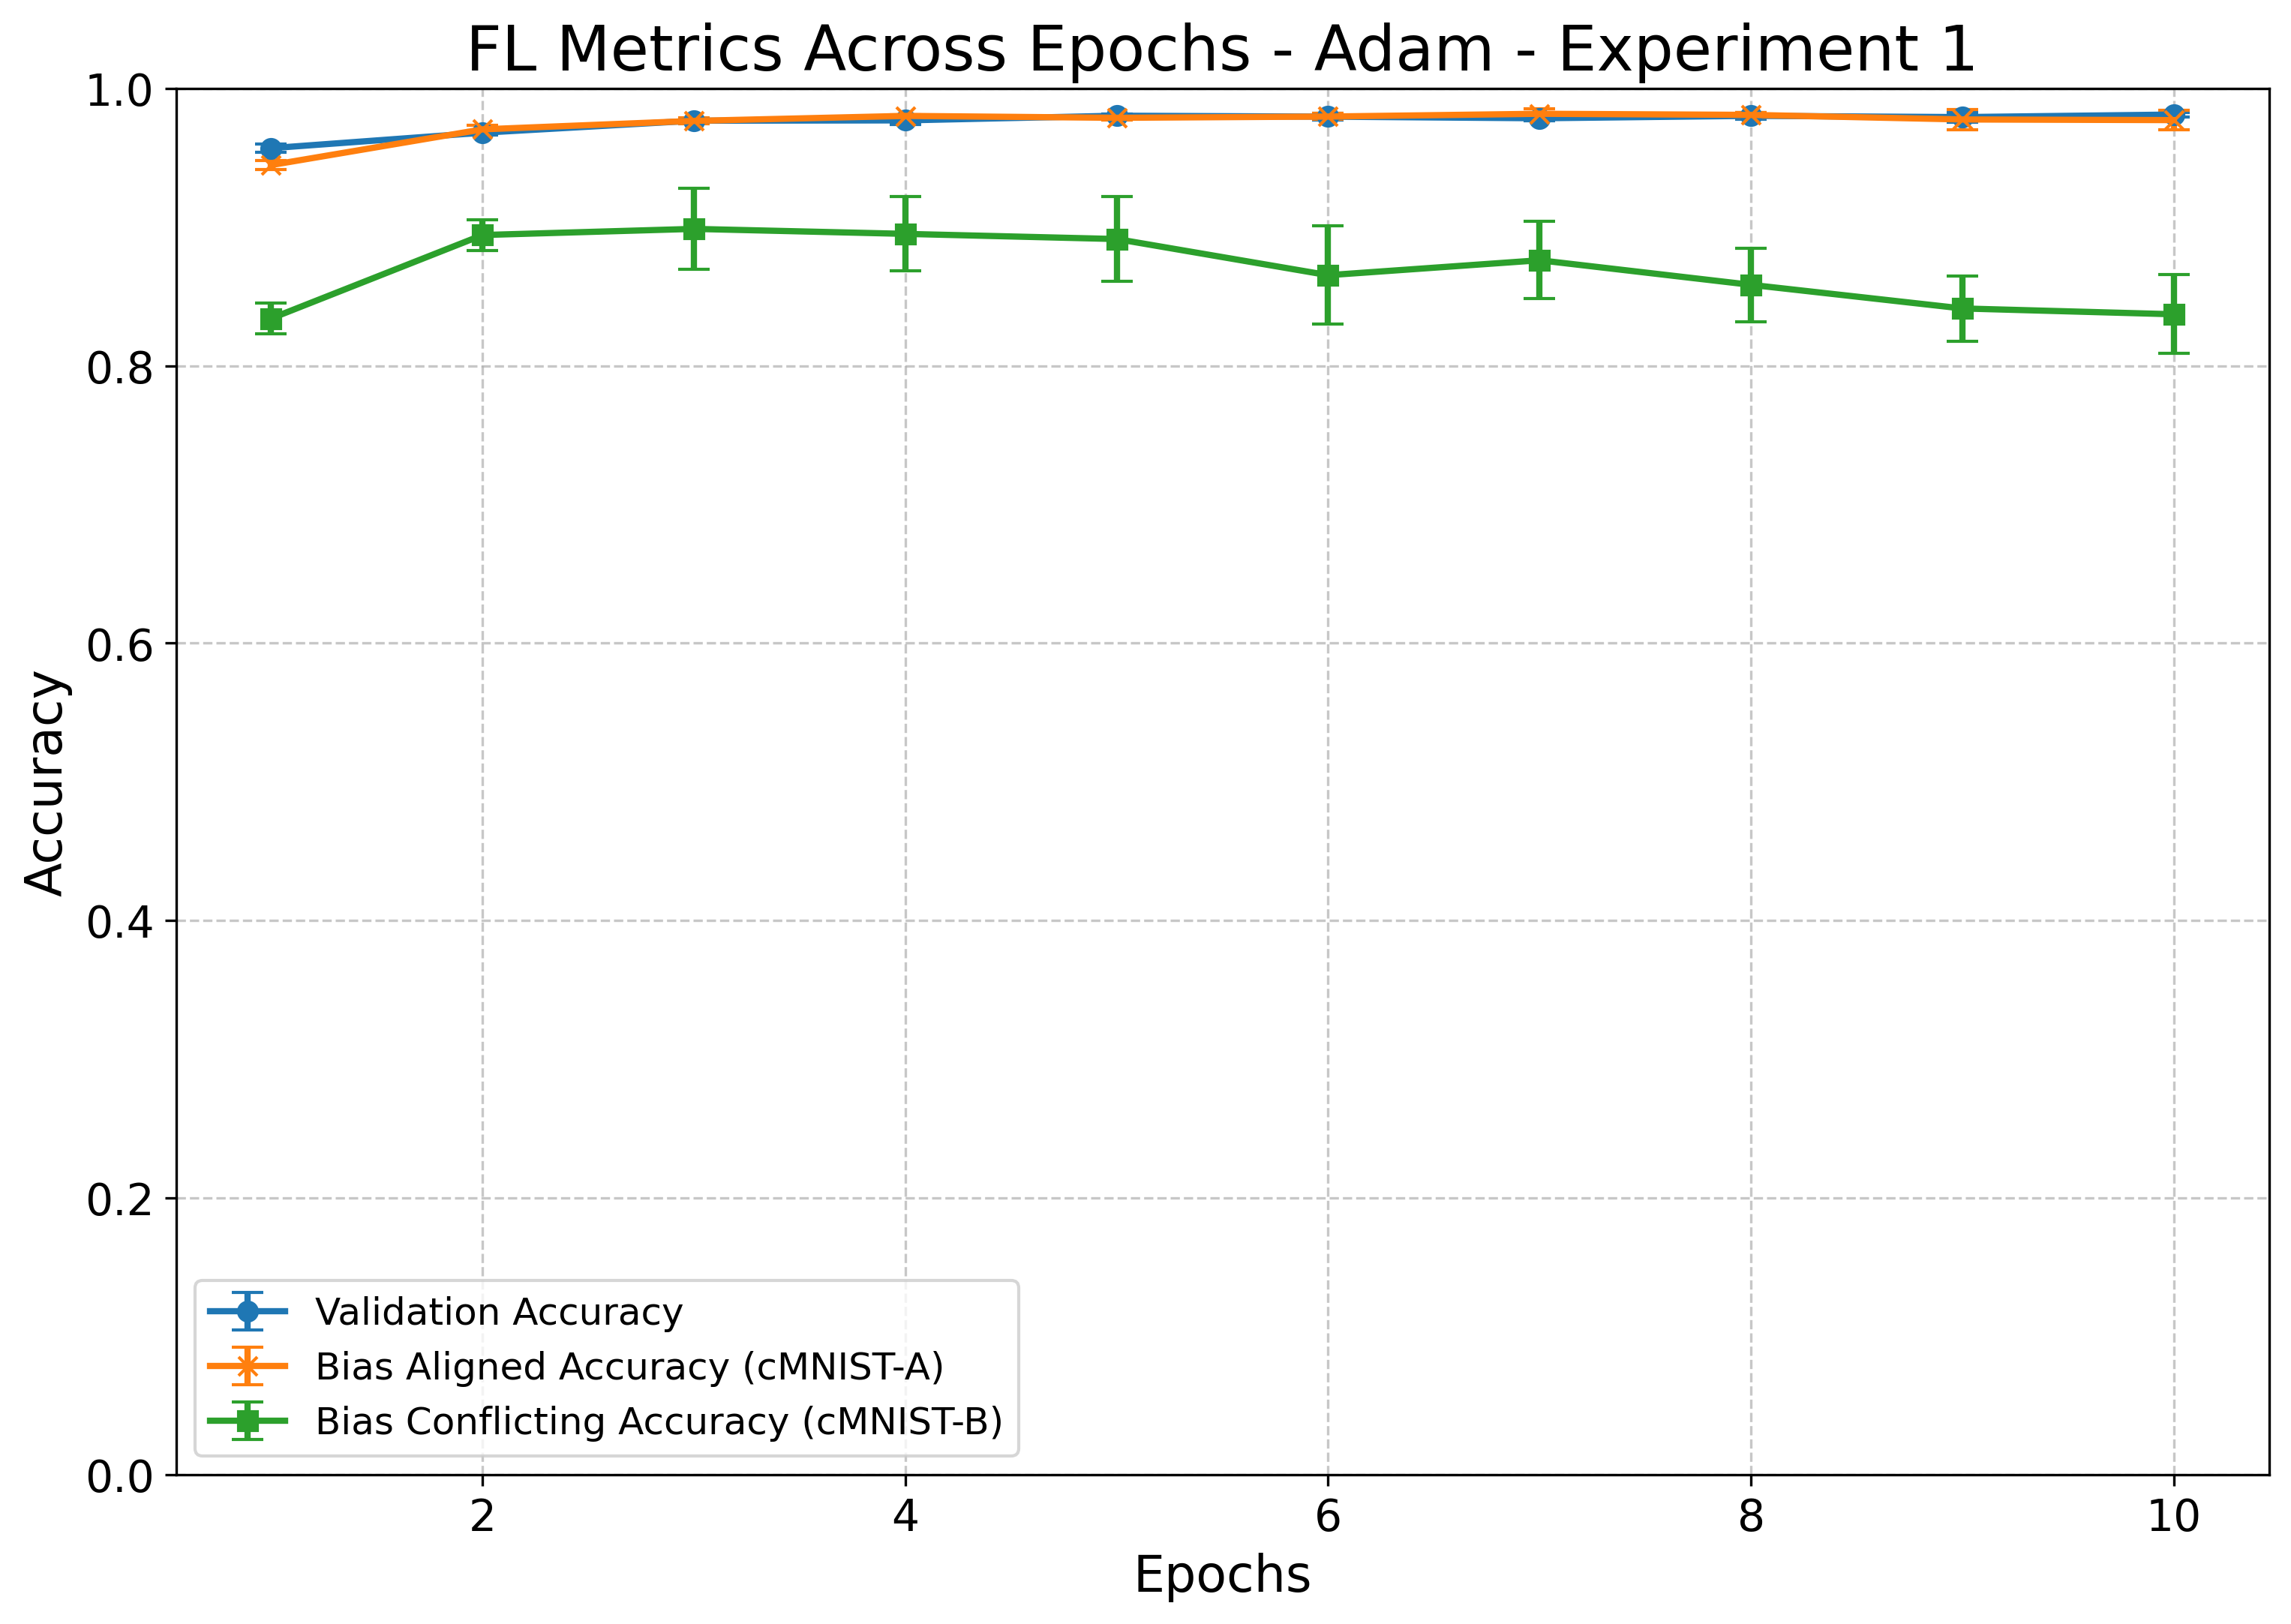 FL Metrics Across Epochs - Adam - Experiment 1
1.0
0.8
0.6
0.4
0.2
0.0
Accuracy
Validation Accuracy
Bias Aligned Accuracy (cMNIST-A)
Bias Conflicting Accuracy (cMNIST-B)
2 4 6 8 10
Epochs